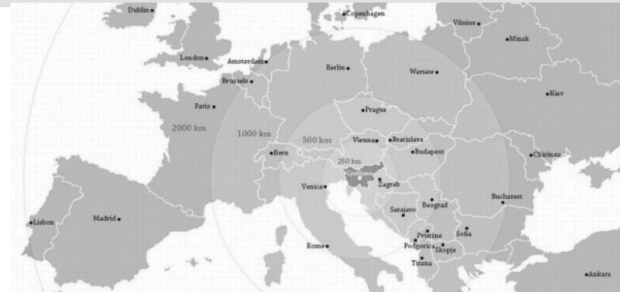 Dublin
Copenhagen
Vilnius
Minsk
London
Amsterdam
Berlin
Warsaw
Brussels
Kiev
Paris
Prague
2000 km
1000 km
500 km
Vienna
Bratislava
Budapest
Bern
Chisinau
250 km
Zagreb
Venice
Beograd
Bucharest
Sarajevo
Lisbon
Madrid
Pristine
Sofia
Rome
Podgorica
Skopje
Tirana
Ankara